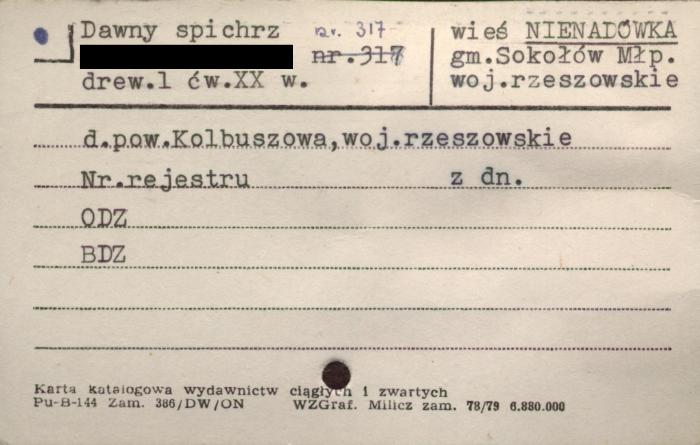 Dawny spichrz nr. 317
nr.317
drew.1 ćw.XX w.
wieś NIENADÓWKA
gm.Sokołów Młp.
woj.rzeszowskie
d.pow.Kolbuszowa,woj.rzeszowskie
Nr.rejestru z dn.
ODZ
BDZ
Karta katalogowa wydawnictw ciągłych i zwartych
Pu-B-144 Zam. 386/DW/ON WZGraf. Milicz zam. 78/79 6.880.000